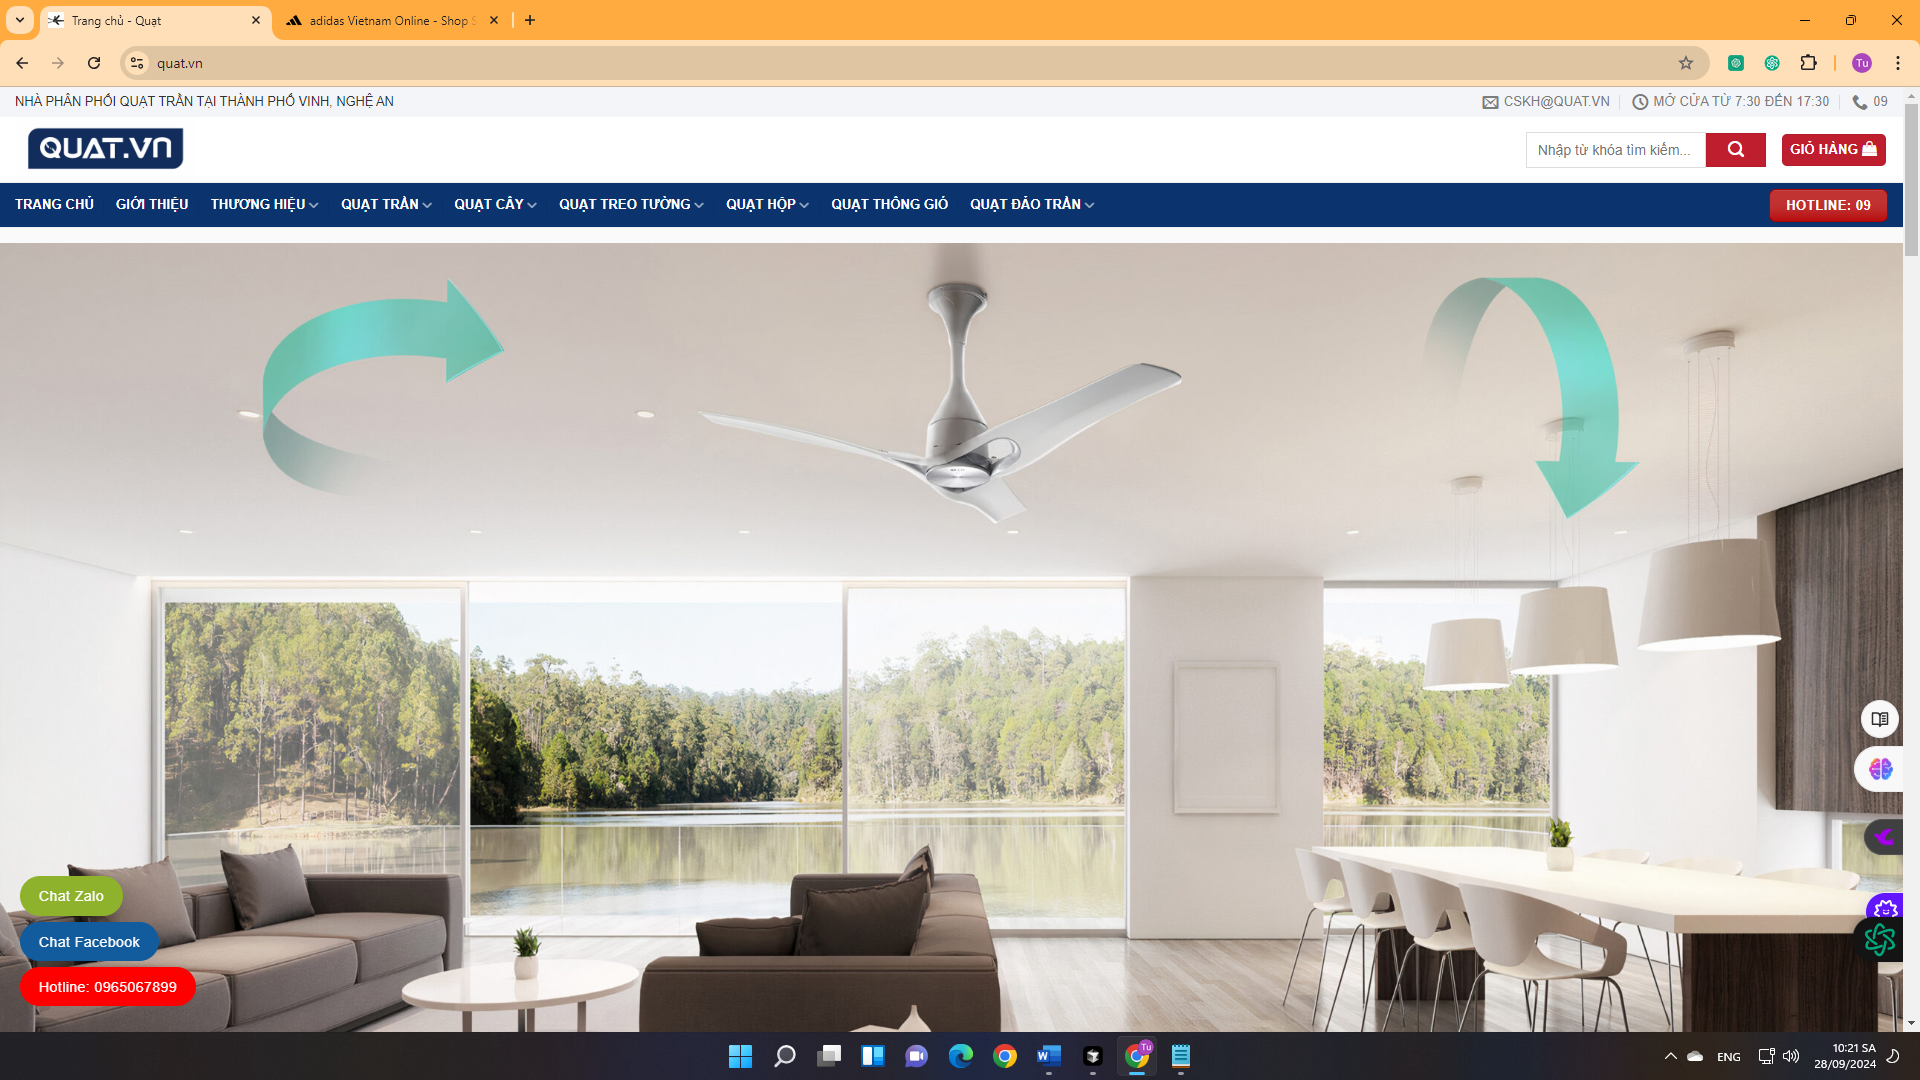 Trang chủ - Quạt
adidas Vietnam Online - Shop S
quat.vn
Tu
NHÀ PHÂN PHỐI QUẠT TRẦN TẠI THÀNH PHỐ VINH, NGHỆ AN
CSKH@QUAT.VN
MỞ CỬA TỪ 7:30 ĐẾN 17:30
09
QUAT.VN
Nhập từ khóa tìm kiếm...
GIỎ HÀNG
TRANG CHỦ GIỚI THIỆU THƯƠNG HIỆU QUẠT TRẦN QUẠT CÂY QUẠT TREO TƯỜNG QUẠT HỘP QUẠT THÔNG GIÓ QUẠT ĐẢO TRẦN
HOTLINE: 09
Chat Zalo
Chat Facebook
Hotline: 0965067899
W
Tu
ENG
10:21 SA
28/09/2024